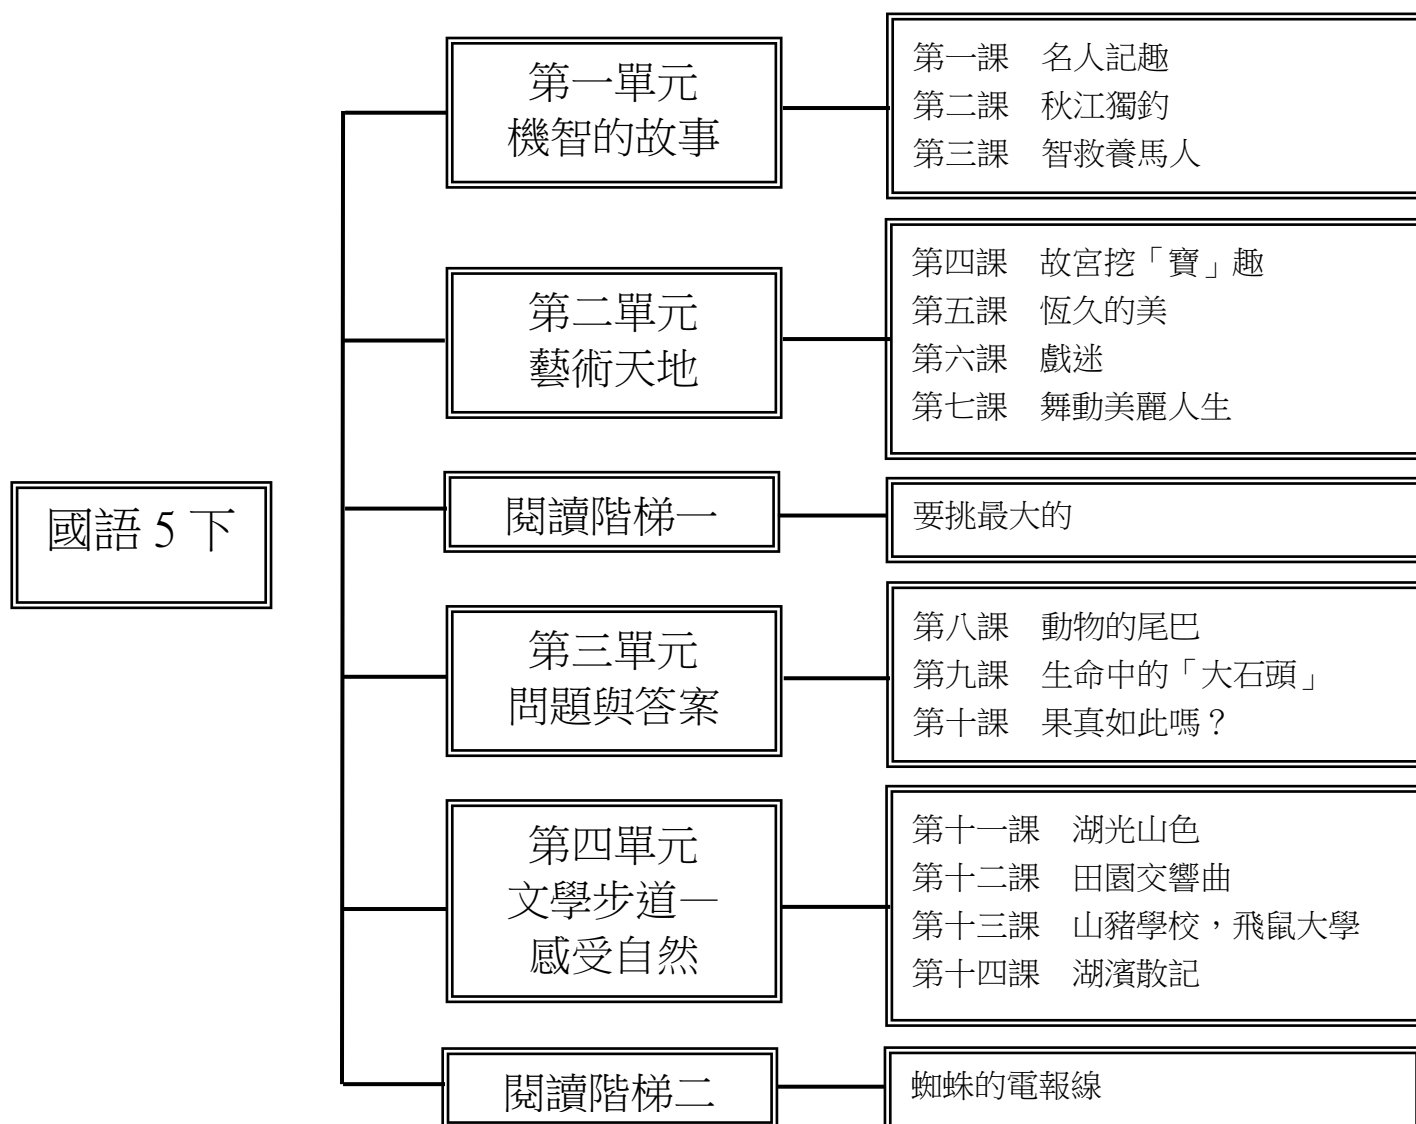 國語 5 下
第一單元
機智的故事
第一課　名人記趣
第二課　秋江獨釣
第三課　智救養馬人
第二單元
藝術天地
第四課　故宮挖「寶」趣
第五課　恆久的美
第六課　戲迷
第七課　舞動美麗人生
閱讀階梯一
要挑最大的
第三單元
問題與答案
第八課　動物的尾巴
第九課　生命中的「大石頭」
第十課　果真如此嗎？
第四單元
文學步道—
感受自然
第十一課　湖光山色
第十二課　田園交響曲
第十三課　山豬學校，飛鼠大學
第十四課　湖濱散記
閱讀階梯二
蜘蛛的電報線